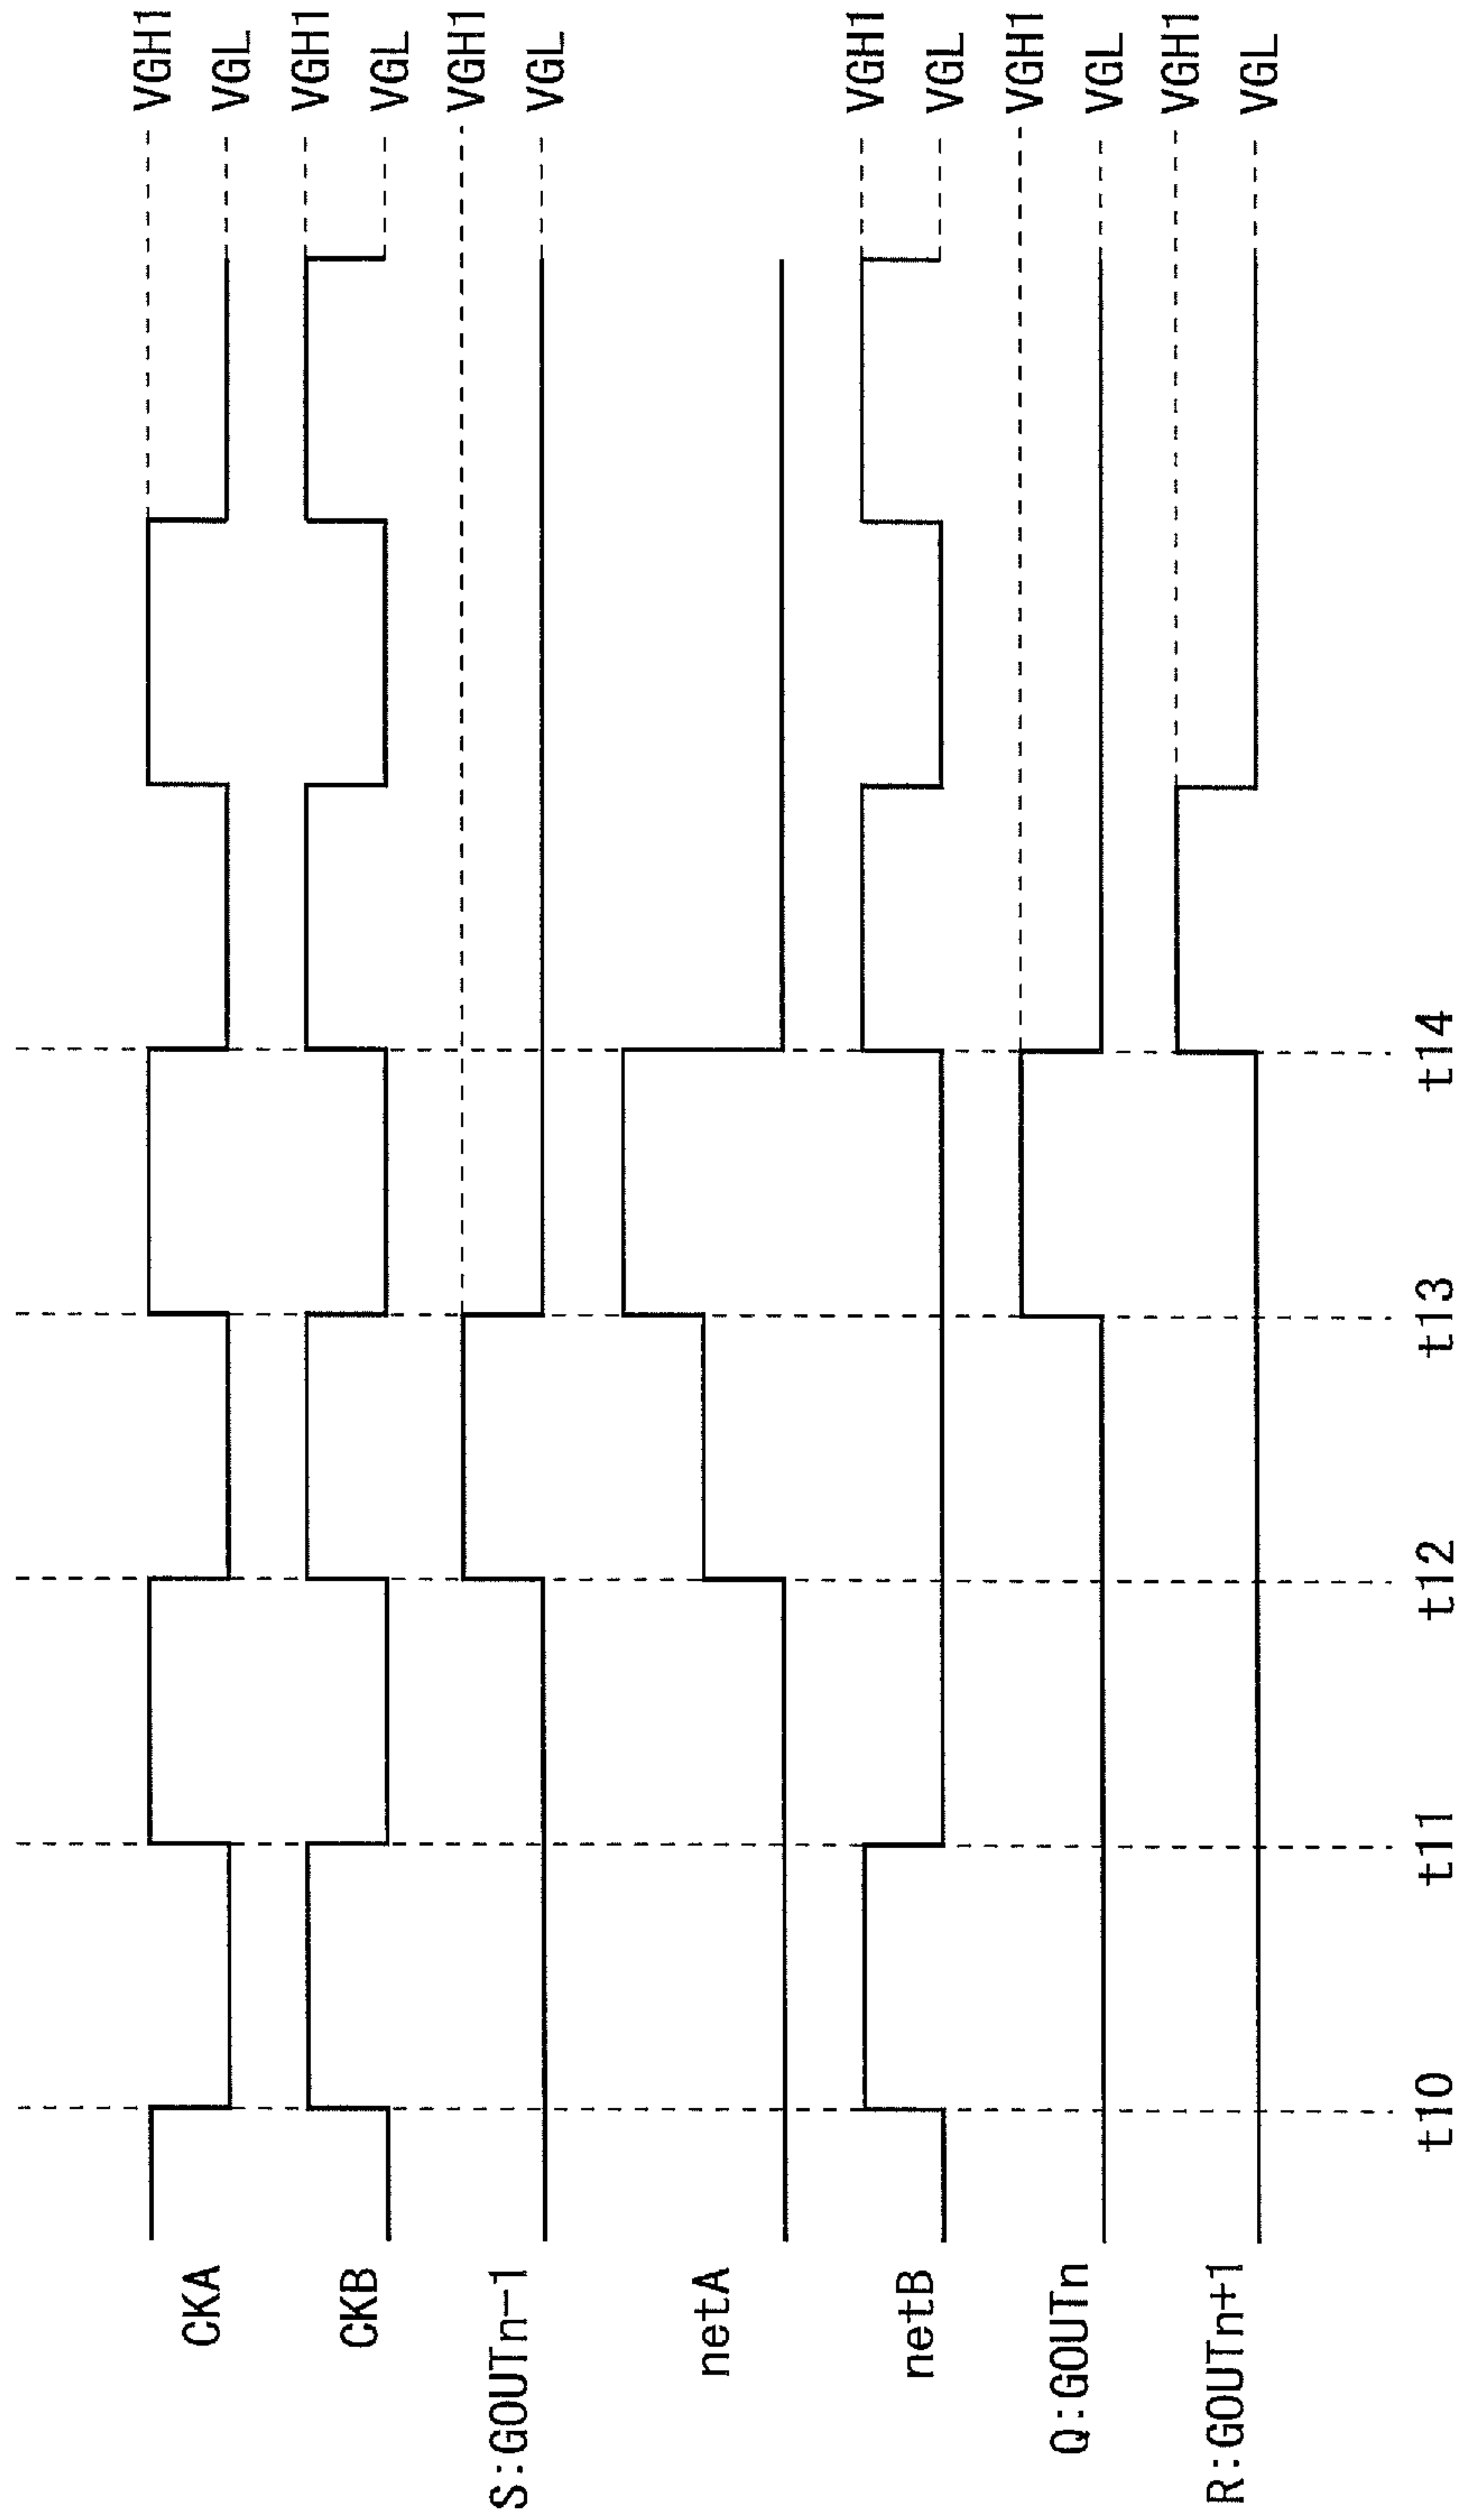 CKA
VGH1
VGL
CKB
VGH1
VGL
S:GOUTn-1
VGH1
VGL
netA
netB
VGH1
VGL
Q:GOUTn
VGH1
VGL
R:GOUTn+1
VGH1
VGL
t10
t11
t12
t13
t14